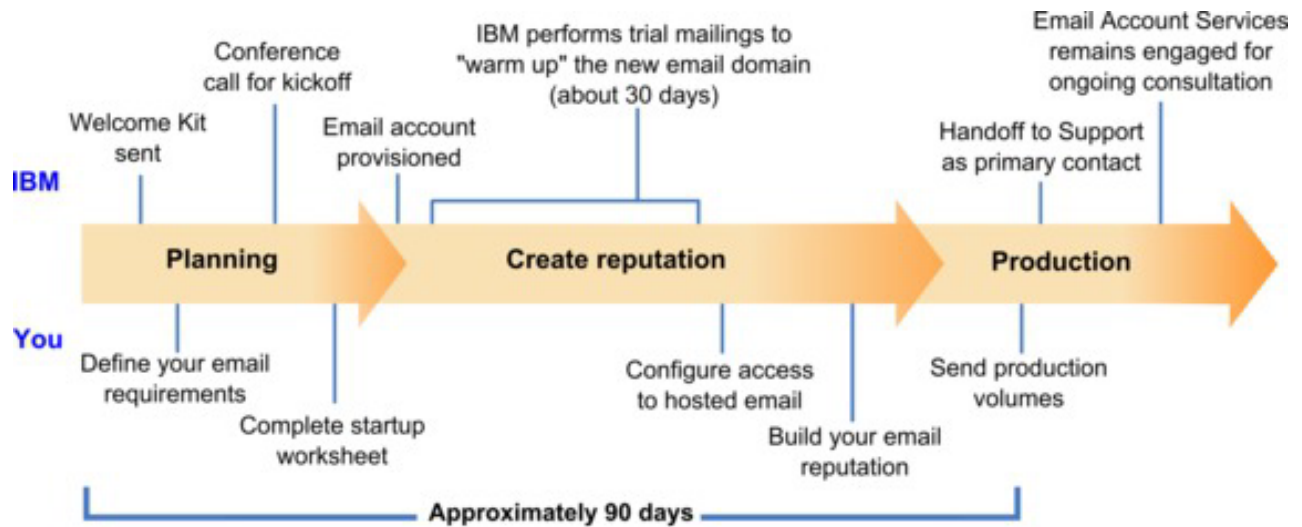 Conference
call for kickoff
IBM performs trial mailings to
"warm up" the new email domain
(about 30 days)
Email Account Services
remains engaged for
ongoing consultation
Welcome Kit
sent
Email account
provisioned
Handoff to Support
as primary contact
IBM
Planning
Create reputation
Production
You
Define your email
requirements
Complete startup
worksheet
Configure access
to hosted email
Build your email
reputation
Send production
volumes
Approximately 90 days